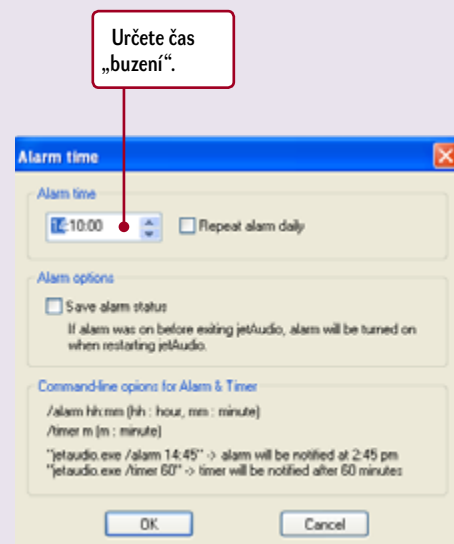 Určete čas
„buzení“.
Alarm time
Alarm time
:10:00
Repeat alarm daily
Alarm options
Save alarm status
If alarm was on before exiting jetAudio, alarm will be turned on
when restarting jetAudio.
Command-line opions for Alarm & Timer
/alarm hh:mm (hh : hour, mm : minute)
/timer m (m : minute)
"jetaudio.exe /alarm 14:45" -> alarm will be notified at 2:45 pm
"jetaudio.exe /timer 60" -> timer will be notified after 60 minutes
OK
Cancel